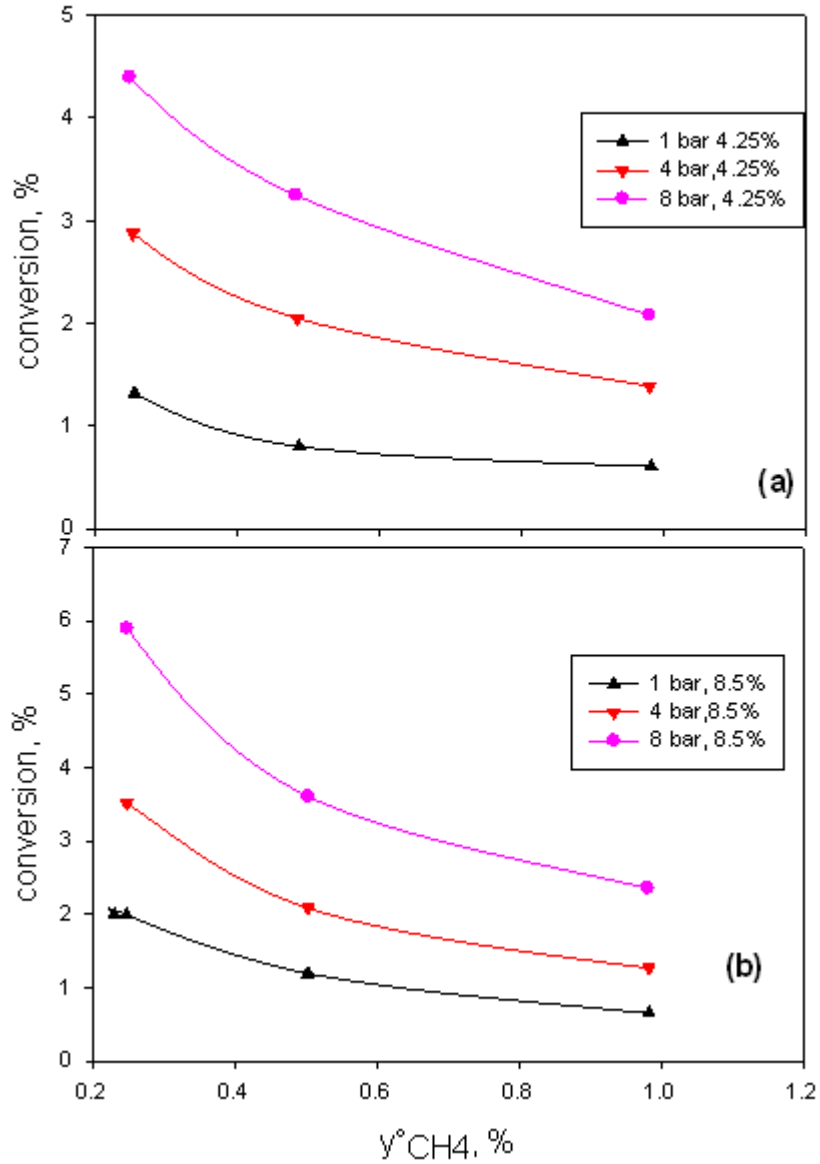 5
4
3
2
1
0
conversion, %
1 bar 4.25%
4 bar,4.25%
8 bar, 4.25%
(a)
7
6
5
4
3
2
1
0
conversion, %
1 bar, 8.5%
4 bar,8.5%
8 bar, 8.5%
(b)
0.2 0.4 0.6 0.8 1.0 1.2
y°CH4, %